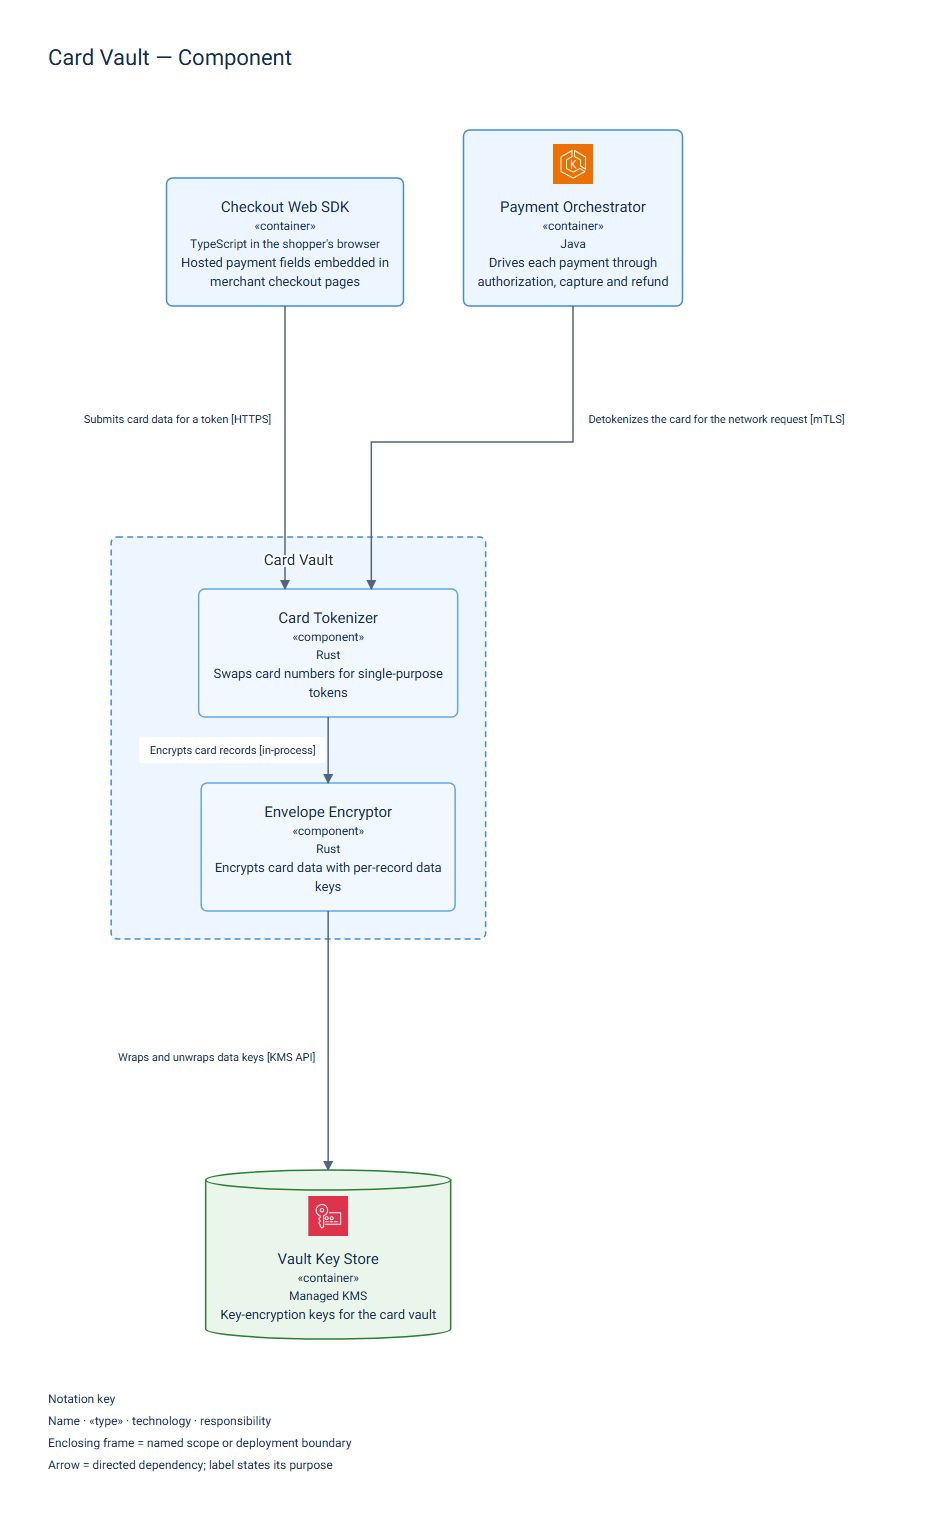 Card Vault — Component
Checkout Web SDK
«container»
TypeScript in the shopper's browser
Hosted payment fields embedded in
merchant checkout pages
Payment Orchestrator
«container»
Java
Drives each payment through
authorization, capture and refund
Submits card data for a token [HTTPS]
Detokenizes the card for the network request [mTLS]
Card Vault
Card Tokenizer
«component»
Rust
Swaps card numbers for single-purpose
tokens
Encrypts card records [in-process]
Envelope Encryptor
«component»
Rust
Encrypts card data with per-record data
keys
Wraps and unwraps data keys [KMS API]
Vault Key Store
«container»
Managed KMS
Key-encryption keys for the card vault
Notation key
Name · «type» · technology · responsibility
Enclosing frame = named scope or deployment boundary
Arrow = directed dependency; label states its purpose